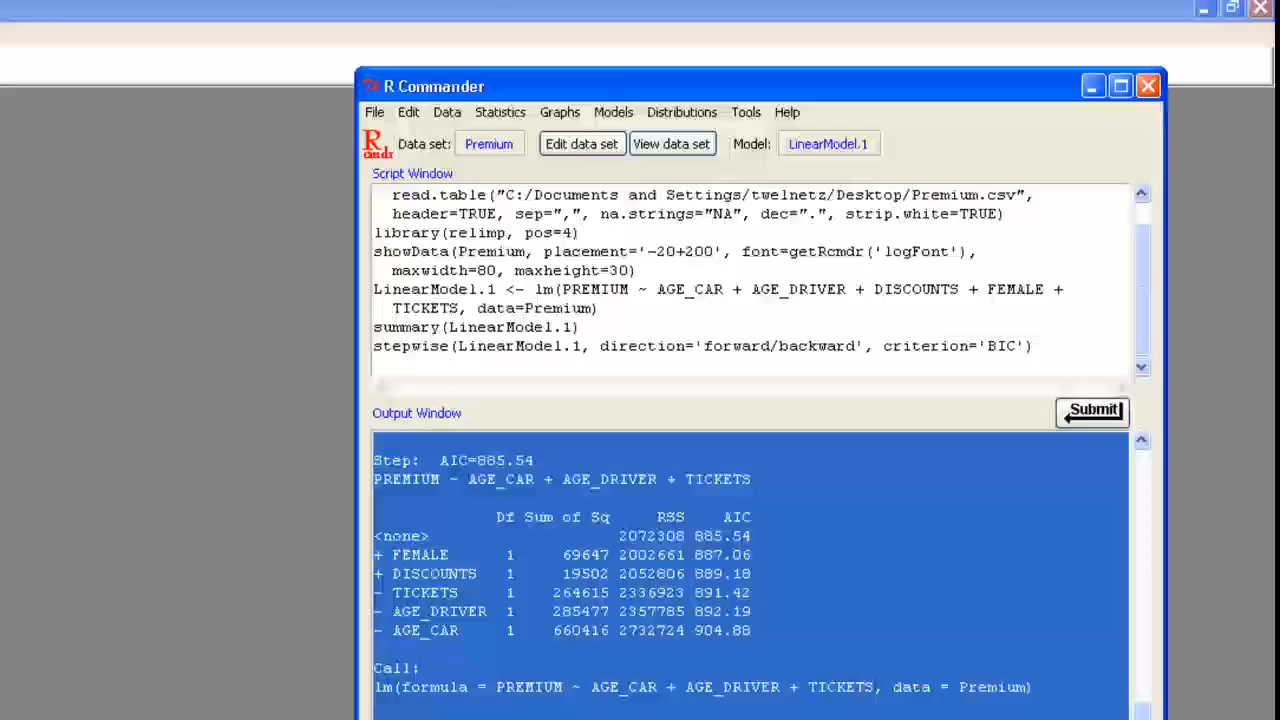 R Commander
File Edit Data Statistics Graphs Models Distributions Tools Help
R
cmdr
Data set: Premium Edit data set View data set Model: LinearModel.1
Script Window
read.table("C:/Documents and Settings/twelnetz/Desktop/Premium.csv",
header=TRUE, sep=",", na.strings="NA", dec=".", strip.white=TRUE)
library(relimp, pos=4)
showData(Premium, placement='-20+200', font=getRcmdr('logFont'),
maxwidth=80, maxheight=30)
LinearModel.1 <- lm(PREMIUM ~ AGE_CAR + AGE_DRIVER + DISCOUNTS + FEMALE +
TICKETS, data=Premium)
summary(LinearModel.1)
stepwise(LinearModel.1, direction='forward/backward', criterion='BIC')
Output Window
Submit
Step: AIC=885.54
PREMIUM ~ AGE_CAR + AGE_DRIVER + TICKETS
Df Sum of Sq RSS AIC
<none> 2072308 885.54
+ FEMALE 1 69647 2002661 887.06
+ DISCOUNTS 1 19502 2052806 889.18
- TICKETS 1 264615 2336923 891.42
- AGE_DRIVER 1 285477 2357785 892.19
- AGE_CAR 1 660416 2732724 904.88
Call:
lm(formula = PREMIUM ~ AGE_CAR + AGE_DRIVER + TICKETS, data = Premium)